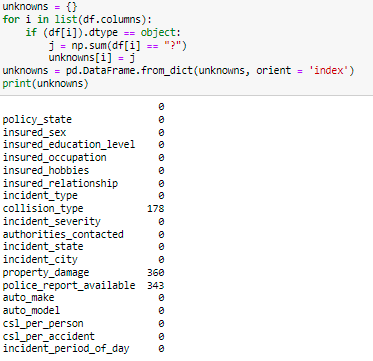 unknowns = {}
for i in list(df.columns):
    if (df[i]).dtype == object:
        j = np.sum(df[i] == "?")
        unknowns[i] = j
unknowns = pd.DataFrame.from_dict(unknowns, orient = 'index')
print(unknowns)
0
policy_state 0
insured_sex 0
insured_education_level 0
insured_occupation 0
insured_hobbies 0
insured_relationship 0
incident_type 0
collision_type 178
incident_severity 0
authorities_contacted 0
incident_state 0
incident_city 0
property_damage 360
police_report_available 343
auto_make 0
auto_model 0
csl_per_person 0
csl_per_accident 0
incident_period_of_day 0